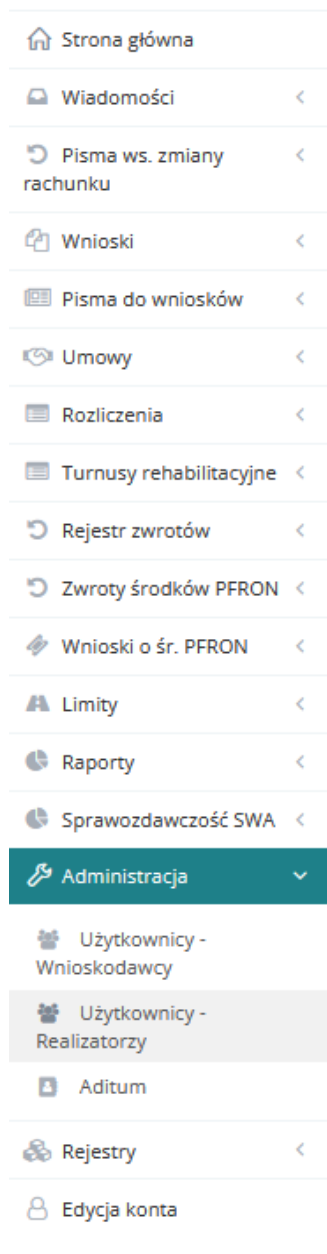 Strona główna
Wiadomości
Pisma ws. zmiany
rachunku
Wnioski
Pisma do wniosków
Umowy
Rozliczenia
Turnusy rehabilitacyjne
Rejestr zwrotów
Zwroty środków PFRON
Wnioski o śr. PFRON
Limity
Raporty
Sprawozdawczość SWA
Administracja
Użytkownicy -
Wnioskodawcy
Użytkownicy -
Realizatorzy
Aditum
Rejestry
Edycja konta